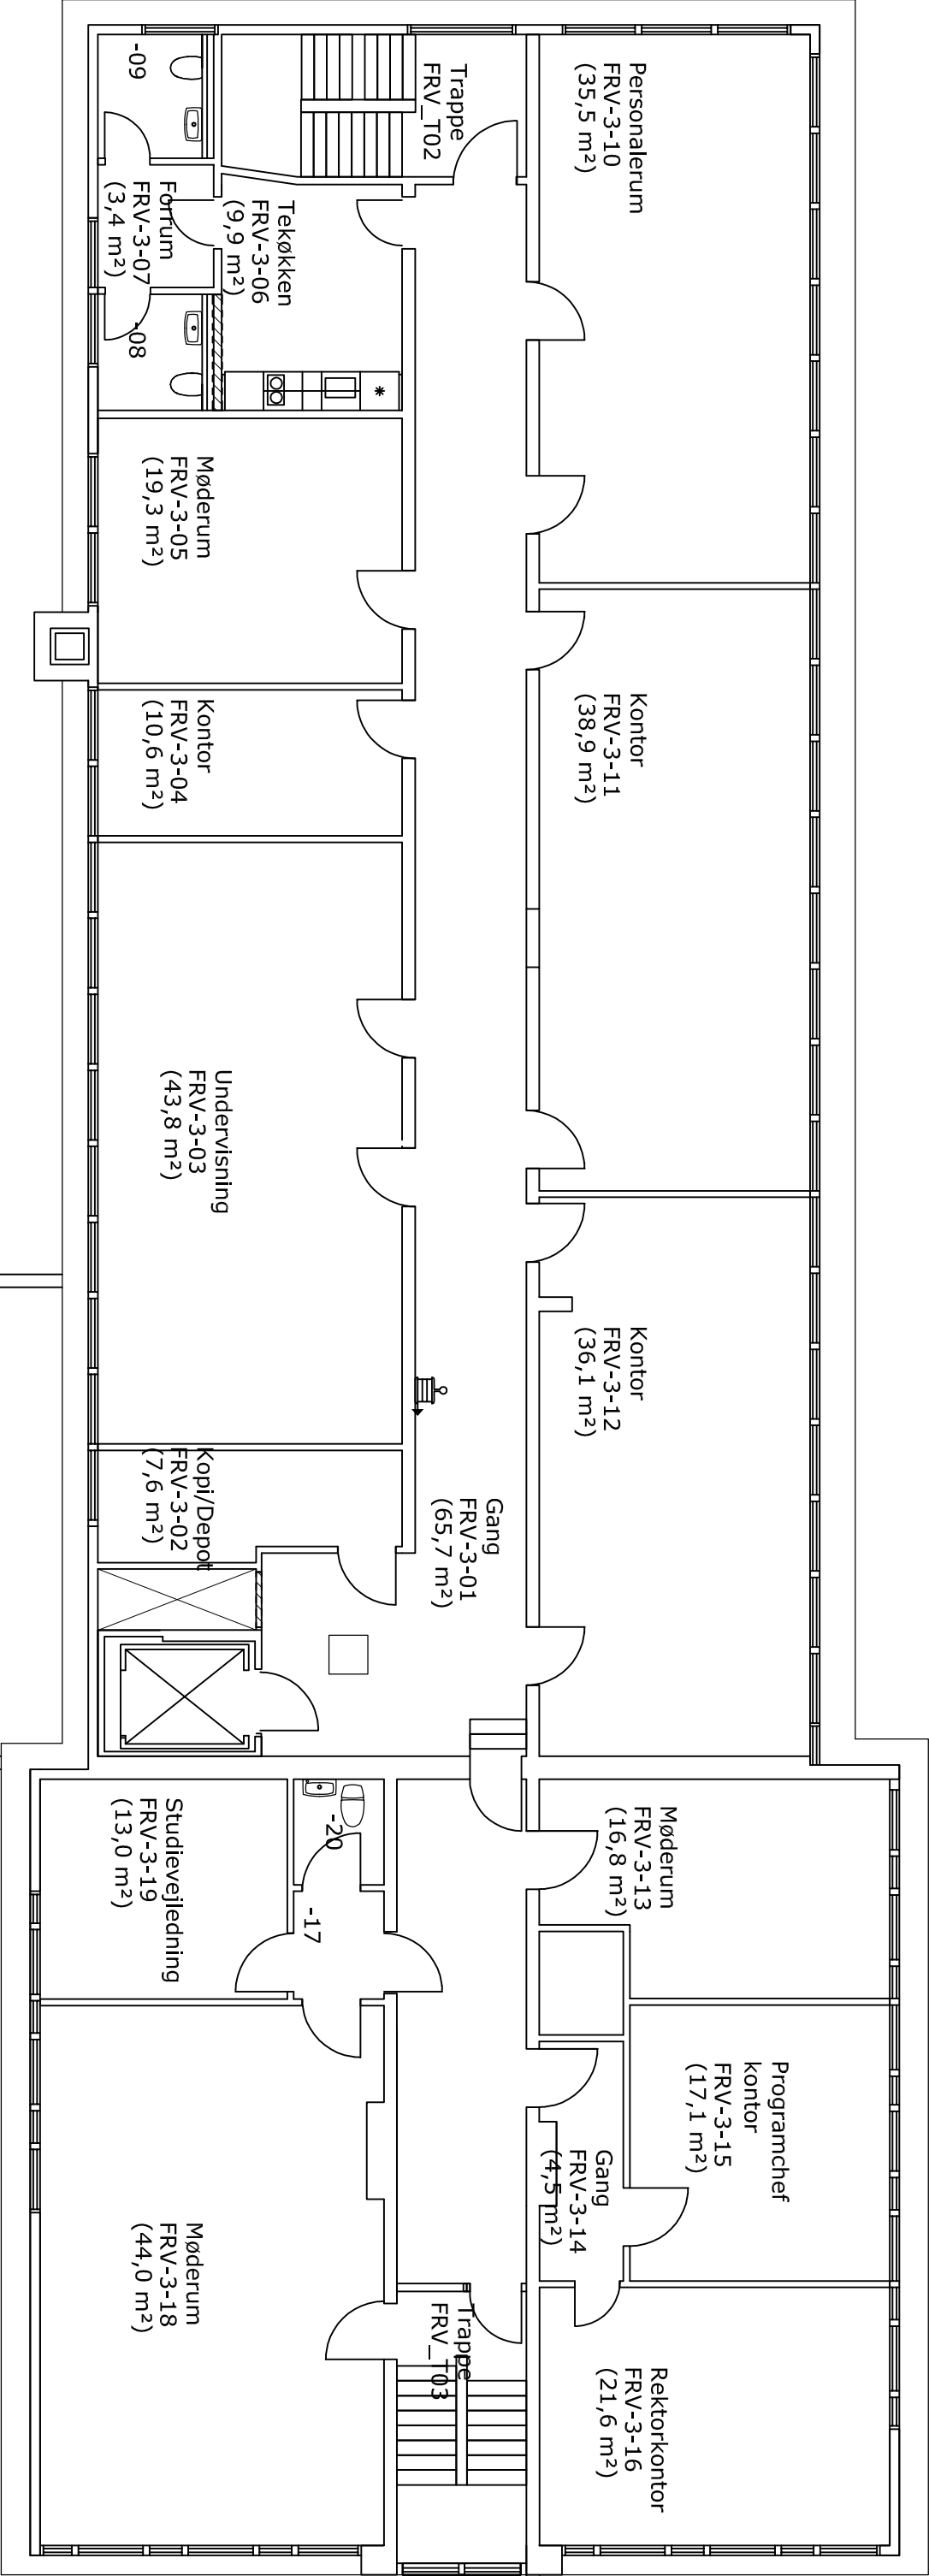 Personalerum
FRV-3-10
(35,5 m²)
Trappe
FRV_T02
-09
Forrum
FRV-3-07
(3,4 m²)
Tekøkken
FRV-3-06
(9,9 m²)
-08
Møderum
FRV-3-05
(19,3 m²)
Kontor
FRV-3-11
(38,9 m²)
Kontor
FRV-3-04
(10,6 m²)
Undervisning
FRV-3-03
(43,8 m²)
Kontor
FRV-3-12
(36,1 m²)
Kopi/Depot
FRV-3-02
(7,6 m²)
Gang
FRV-3-01
(65,7 m²)
Møderum
FRV-3-13
(16,8 m²)
Studievejledning
FRV-3-19
(13,0 m²)
-20
-17
Programchef
kontor
FRV-3-15
(17,1 m²)
Gang
FRV-3-14
(4,5 m²)
Møderum
FRV-3-18
(44,0 m²)
Trappe
FRV_T03
Rektorkontor
FRV-3-16
(21,6 m²)